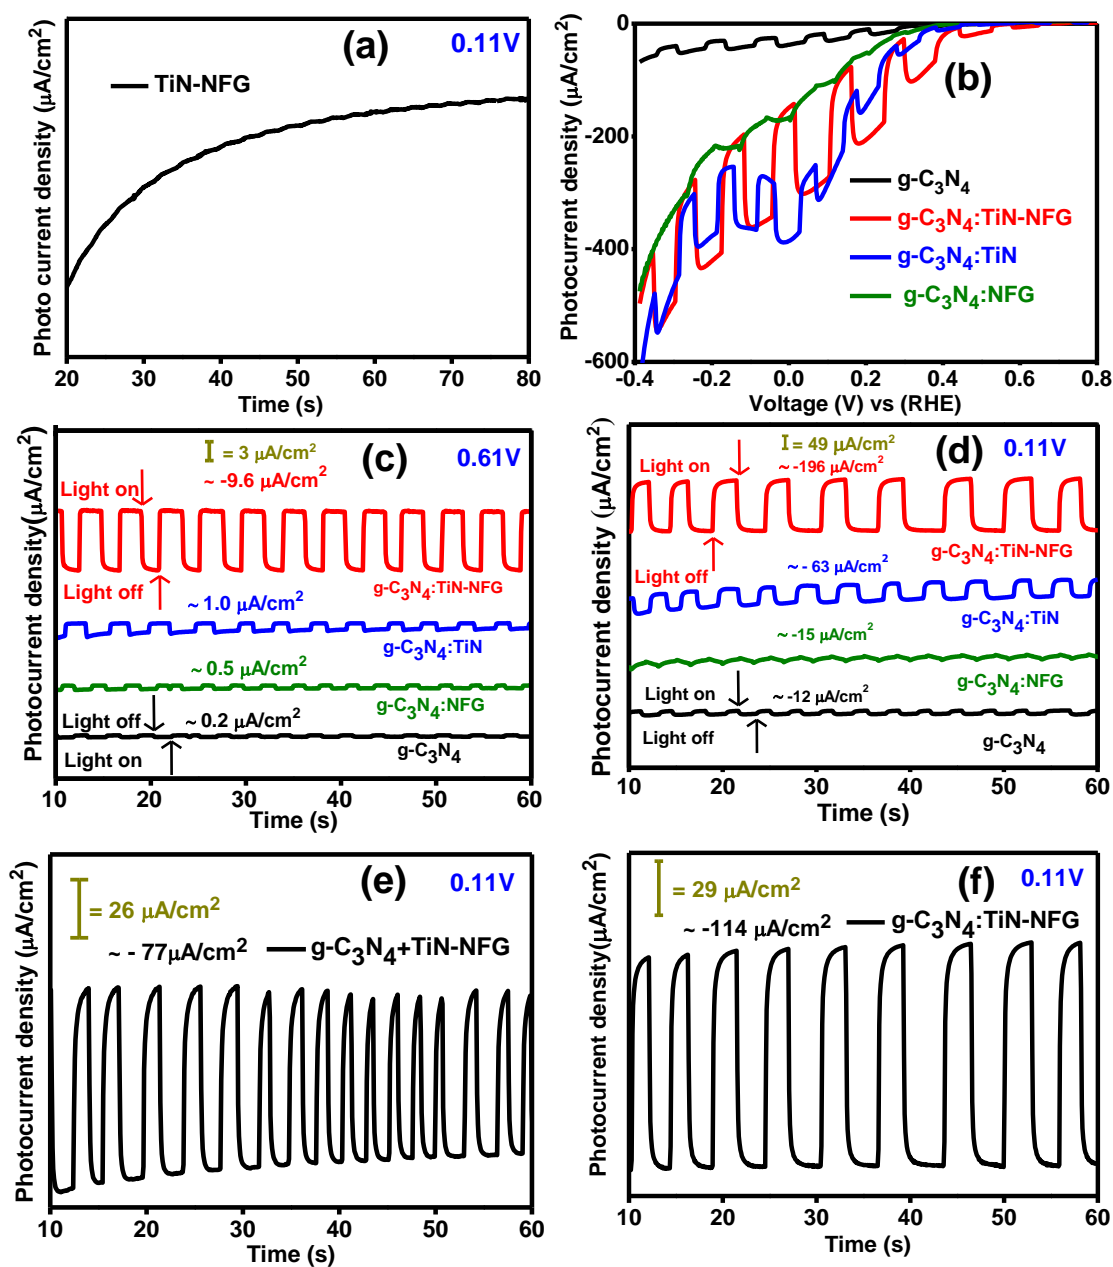 (a)
0.11V
TiN-NFG
Photo current density (μA/cm²)
20 30 40 50 60 70 80
Time (s)
(b)
0
-200
-400
-600
Photocurrent density (μA/cm²)
g-C₃N₄
g-C₃N₄:TiN-NFG
g-C₃N₄:TiN
g-C₃N₄:NFG
-0.4 -0.2 0.0 0.2 0.4 0.6 0.8
Voltage (V) vs (RHE)
(c)
0.61V
= 3 μA/cm²
~ -9.6 μA/cm²
Light on
Light off
g-C₃N₄:TiN-NFG
~ 1.0 μA/cm²
g-C₃N₄:TiN
~ 0.5 μA/cm²
g-C₃N₄:NFG
Light off
~ 0.2 μA/cm²
g-C₃N₄
Light on
Photocurrent density(μA/cm²)
10 20 30 40 50 60
Time (s)
(d)
0.11V
= 49 μA/cm²
~ -196 μA/cm²
Light on
g-C₃N₄:TiN-NFG
Light off
~ - 63 μA/cm²
g-C₃N₄:TiN
~ -15 μA/cm²
g-C₃N₄:NFG
Light on
~ -12 μA/cm²
Light off
g-C₃N₄
Photocurrent density (μA/cm²)
10 20 30 40 50 60
Time (s)
(e)
0.11V
= 26 μA/cm²
~ - 77μA/cm²
g-C₃N₄+TiN-NFG
Photocurrent density (μA/cm²)
10 20 30 40 50 60
Time (s)
(f)
0.11V
= 29 μA/cm²
~ -114 μA/cm²
g-C₃N₄:TiN-NFG
Photocurrent density(μA/cm²)
10 20 30 40 50 60
Time (s)